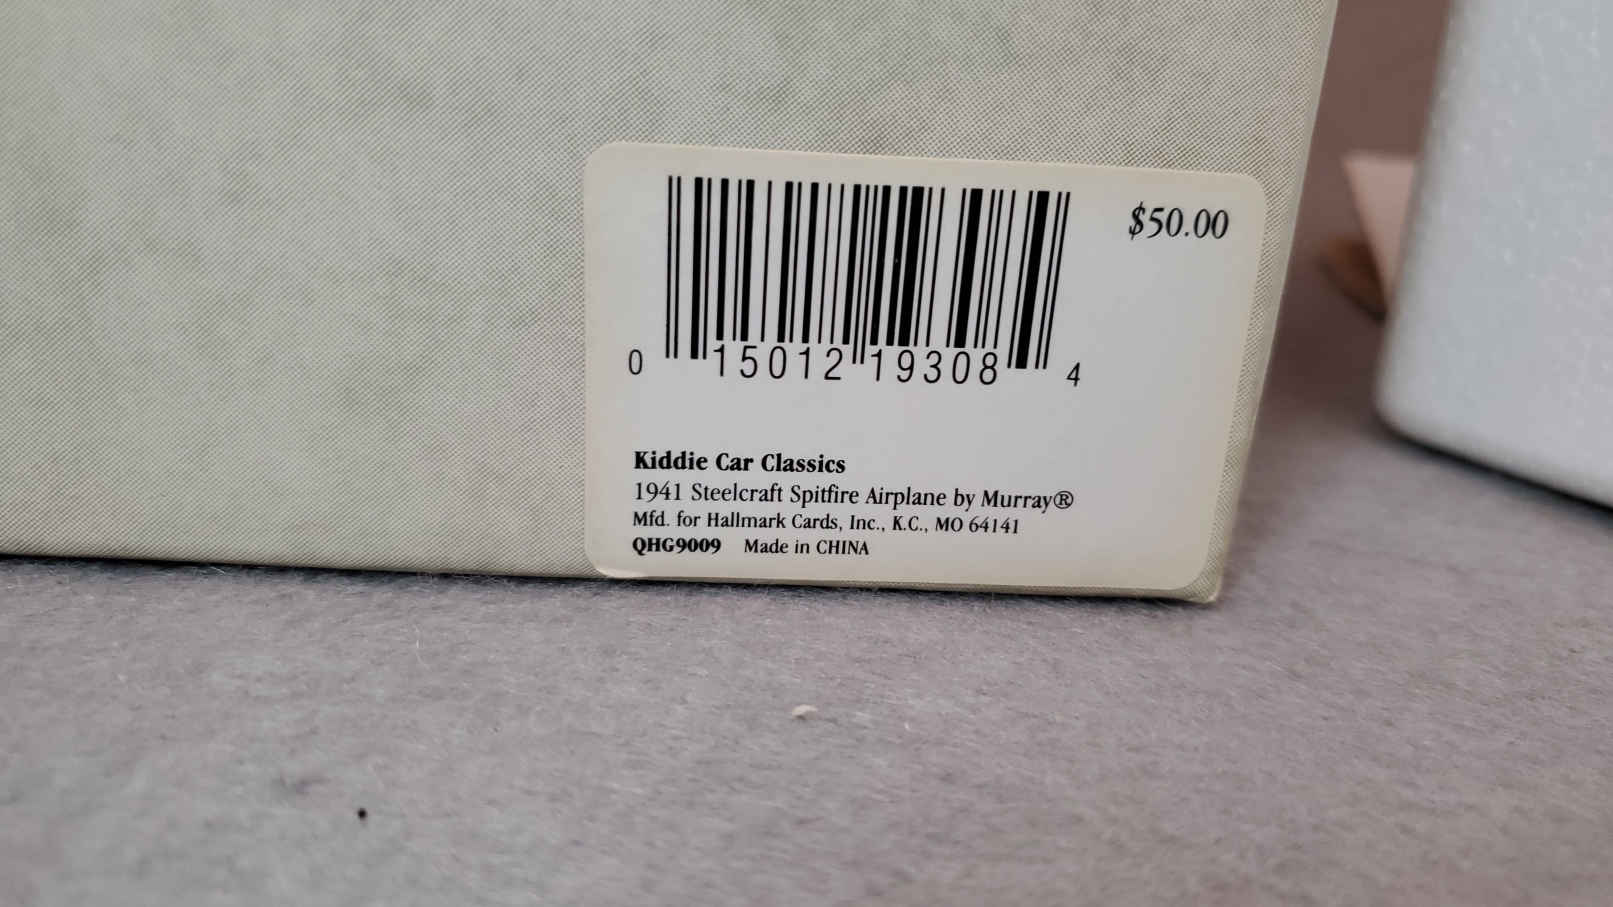 $50.00
0 15012 19308 4
Kiddie Car Classics
1941 Steelcraft Spitfire Airplane by Murray®
Mfd. for Hallmark Cards, Inc., K.C., MO 64141
QHG9009 Made in CHINA